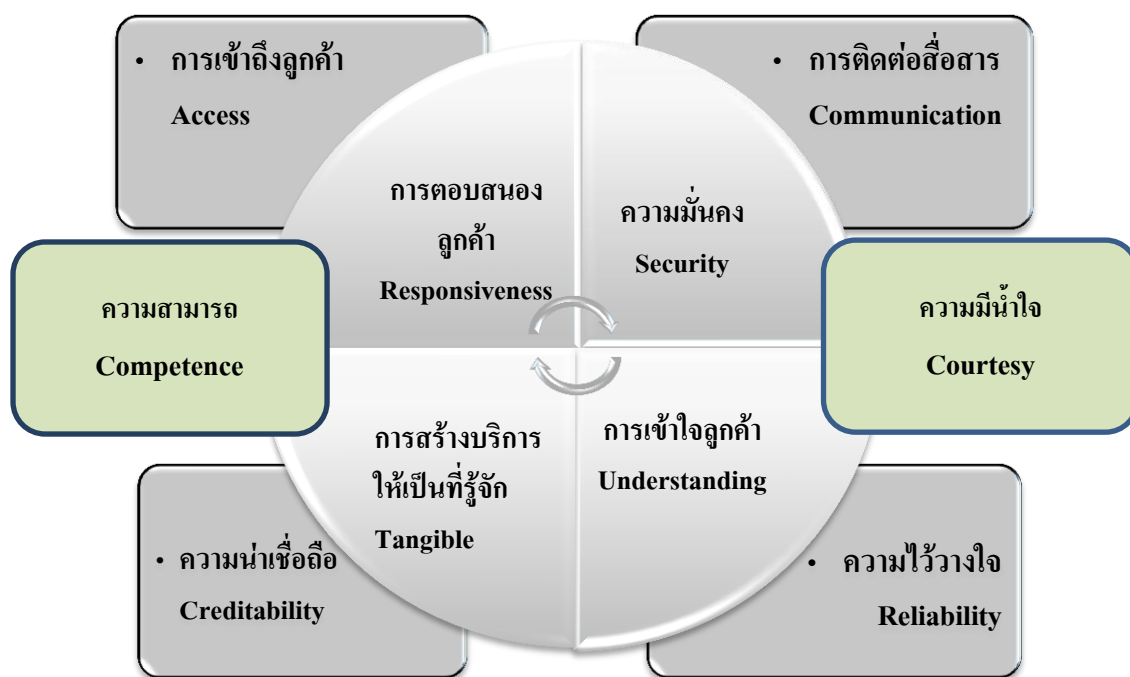 • การเข้าถึงลูกค้า
Access
• การติดต่อสื่อสาร
Communication
การตอบสนอง
ลูกค้า
Responsiveness
ความมั่นคง
Security
ความสามารถ
Competence
ความมีน้ำใจ
Courtesy
การสร้างบริการ
ให้เป็นที่รู้จัก
Tangible
การเข้าใจลูกค้า
Understanding
• ความน่าเชื่อถือ
Creditability
• ความไว้วางใจ
Reliability